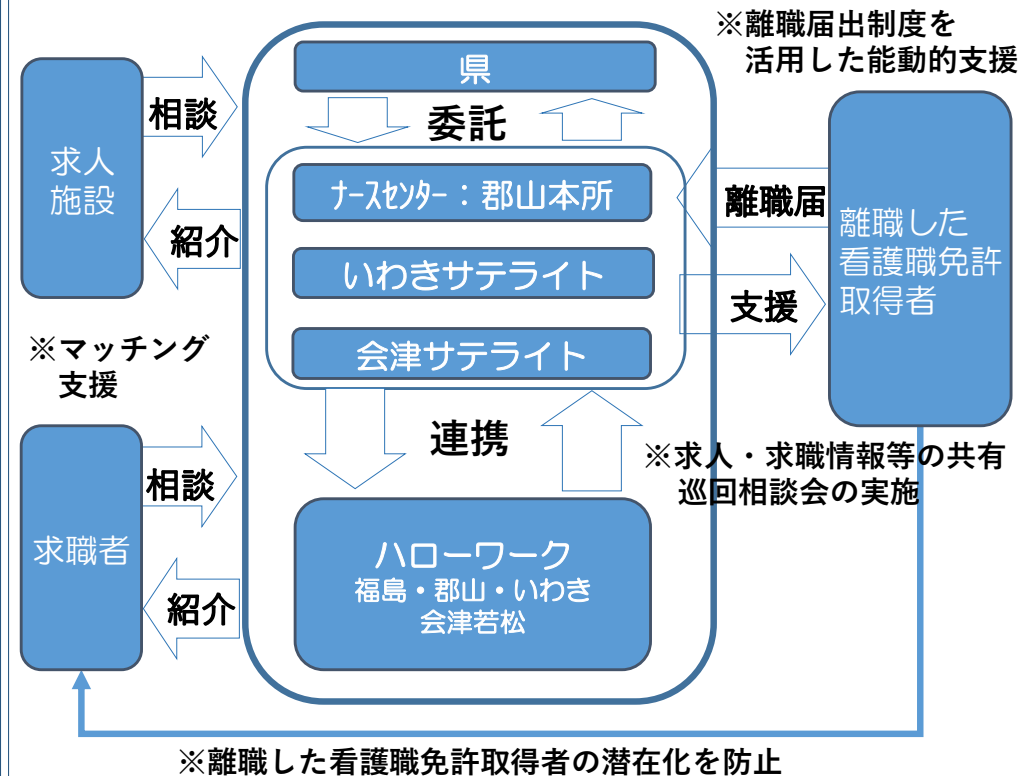 ※離職届出制度を
活用した能動的支援
県
委託
求人
施設
相談
紹介
ﾅｰｽｾﾝﾀｰ：郡山本所
いわきサテライト
会津サテライト
離職届
支援
離職した
看護職免許
取得者
※マッチング
支援
連携
※求人・求職情報等の共有
巡回相談会の実施
求職者
相談
紹介
ハローワーク
福島・郡山・いわき
会津若松
※離職した看護職免許取得者の潜在化を防止